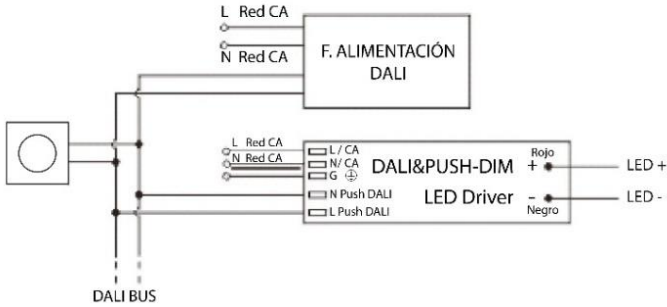 L Red CA
N Red CA
F. ALIMENTACIÓN
DALI
L Red CA
N Red CA
L / CA
N/ CA
G
N Push DALI
L Push DALI
DALI&PUSH-DIM
LED Driver
Rojo
+
-
Negro
LED +
LED -
DALI BUS